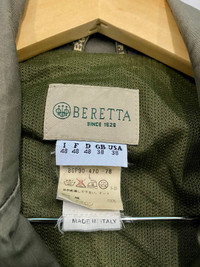 BERETTA
SINCE 1526
I F D GB USA
48 48 48 38 38
MADE IN ITALY